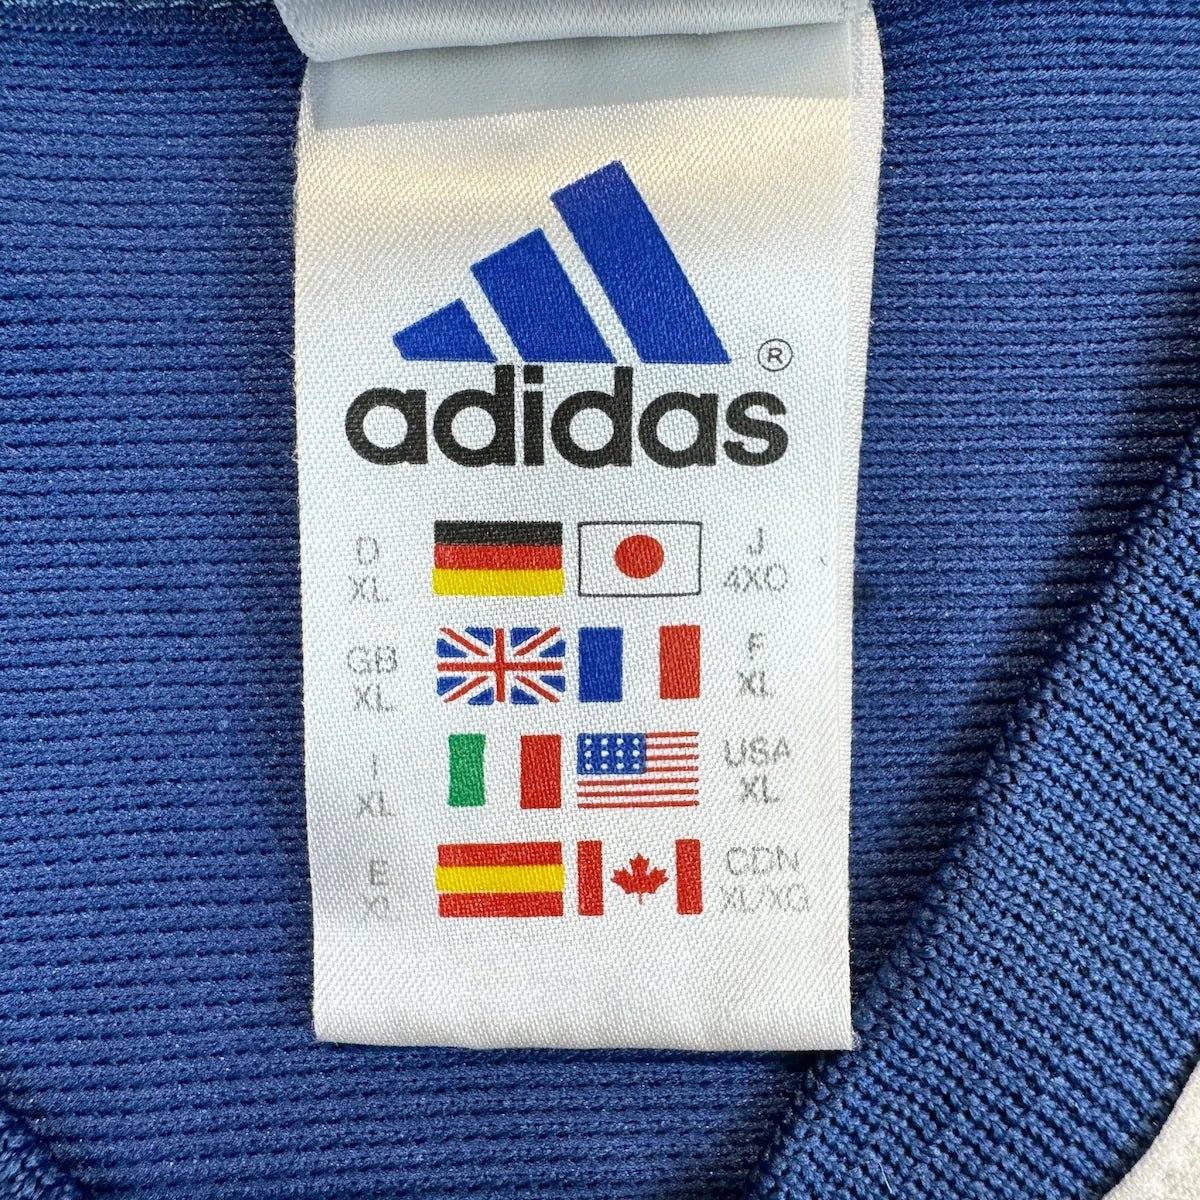 adidas ®
D J
XL 4XO
GB F
XL XL
I USA
XL XL
E CDN
XL XL/XG